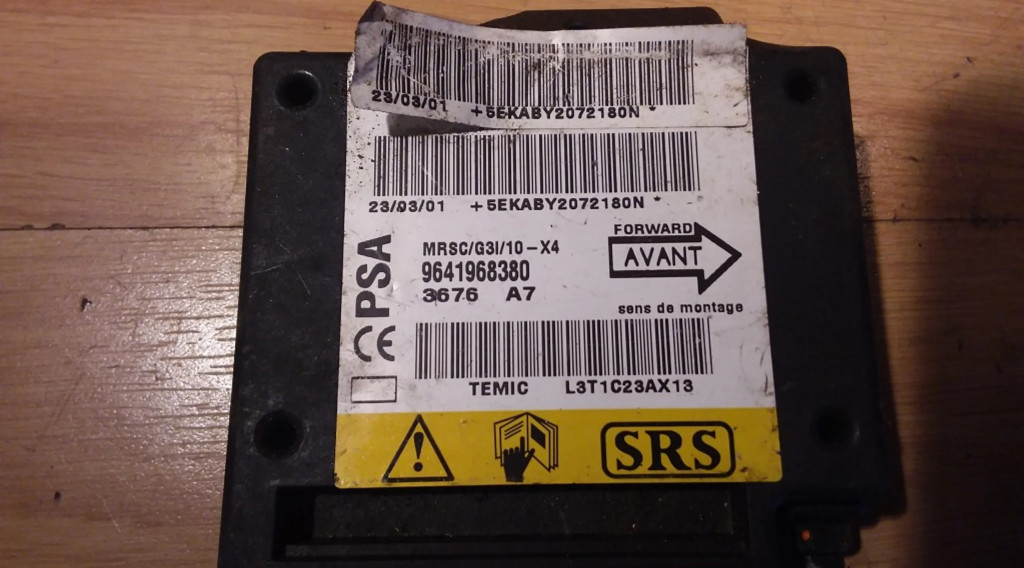 23/03/01 +5EKABY2072180N *
23/03/01 +5EKABY2072180N *
PSA
MRSC/G3I/10-X4
9641968380
3676 A7
FORWARD
AVANT
sens de montage
CE
TEMIC L3T1C23AX13
SRS